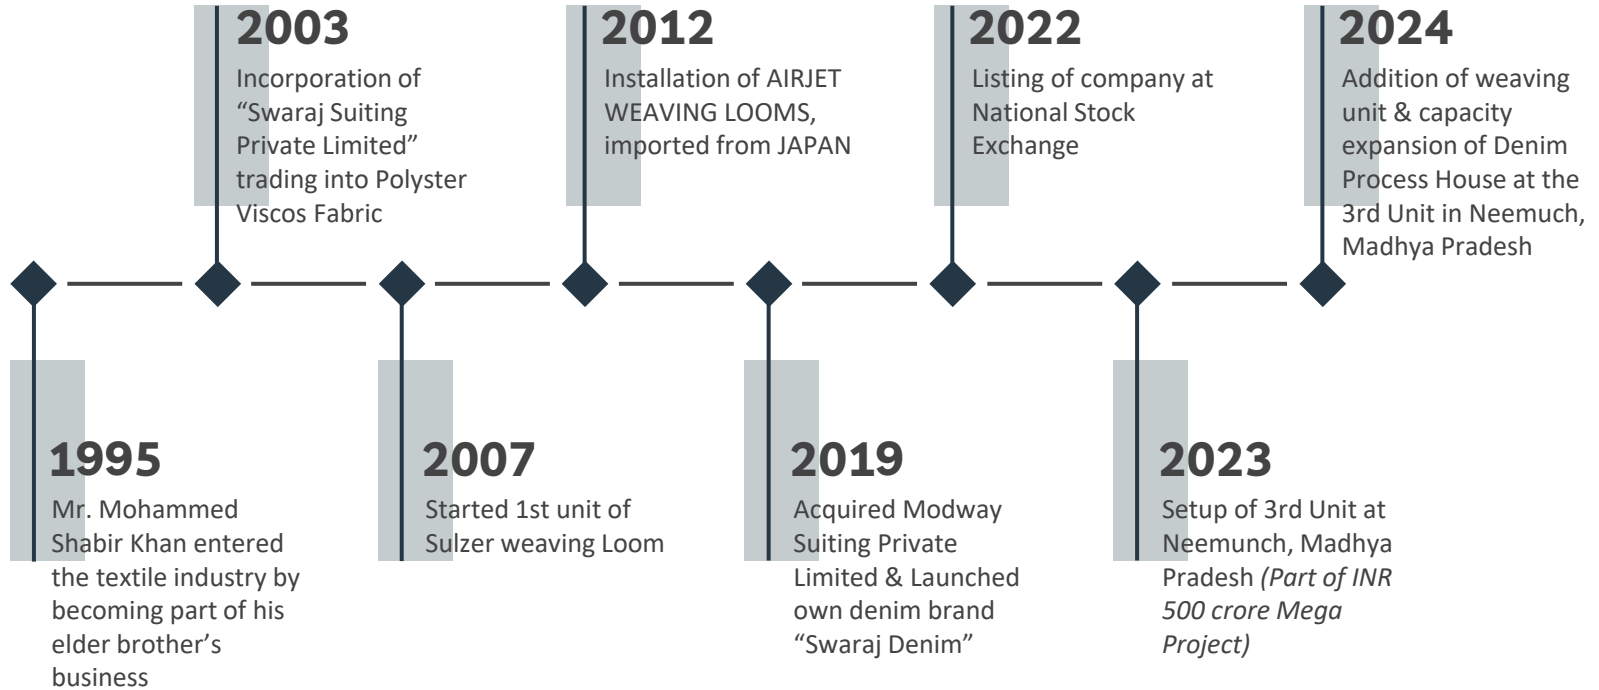 2003
Incorporation of
“Swaraj Suiting
Private Limited”
trading into Polyster
Viscos Fabric
2012
Installation of AIRJET
WEAVING LOOMS,
imported from JAPAN
2022
Listing of company at
National Stock
Exchange
2024
Addition of weaving
unit & capacity
expansion of Denim
Process House at the
3rd Unit in Neemuch,
Madhya Pradesh
1995
Mr. Mohammed
Shabir Khan entered
the textile industry by
becoming part of his
elder brother’s
business
2007
Started 1st unit of
Sulzer weaving Loom
2019
Acquired Modway
Suiting Private
Limited & Launched
own denim brand
“Swaraj Denim”
2023
Setup of 3rd Unit at
Neemunch, Madhya
Pradesh (Part of INR
500 crore Mega
Project)